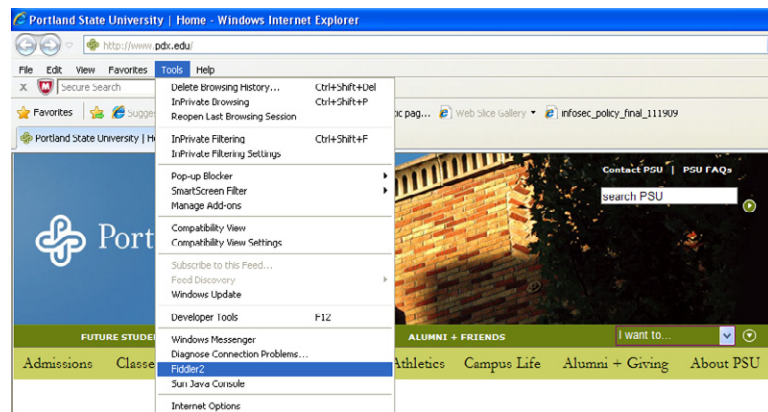 Portland State University | Home - Windows Internet Explorer
http://www.pdx.edu/
File Edit View Favorites Tools Help
x Secure Search
Favorites Sugges
Portland State University | H
Delete Browsing History... Ctrl+Shift+Del
InPrivate Browsing Ctrl+Shift+P
Reopen Last Browsing Session
InPrivate Filtering Ctrl+Shift+F
InPrivate Filtering Settings
Pop-up Blocker
SmartScreen Filter
Manage Add-ons
Compatibility View
Compatibility View Settings
Subscribe to this Feed...
Feed Discovery
Windows Update
Developer Tools F12
Windows Messenger
Diagnose Connection Problems...
Fiddler2
Sun Java Console
Internet Options
ic pag... Web Slice Gallery infosec_policy_final_111909
Contact PSU | PSU FAQs
search PSU
Port
FUTURE STUDE ALUMNI + FRIENDS I want to...
Admissions Classe Athletics Campus Life Alumni + Giving About PSU